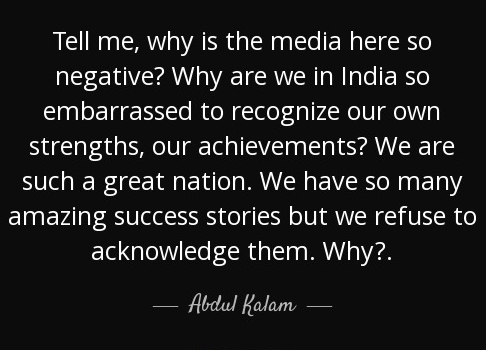 Tell me, why is the media here so
negative? Why are we in India so
embarrassed to recognize our own
strengths, our achievements? We are
such a great nation. We have so many
amazing success stories but we refuse to
acknowledge them. Why?.
Abdul Kalam